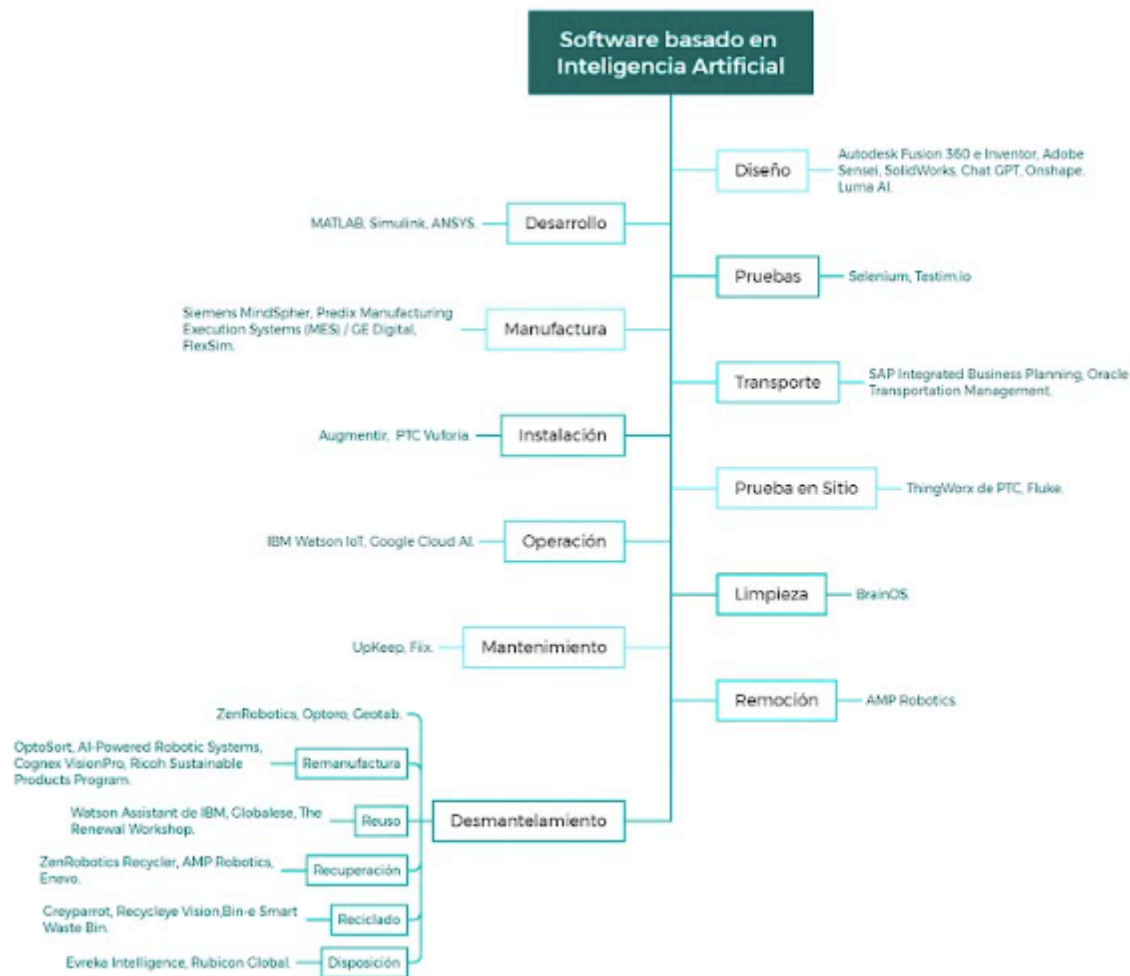 Software basado en
Inteligencia Artificial
Diseño
Autodesk Fusion 360 e Inventor, Adobe
Sensei, SolidWorks, Chat GPT, Onshape.
Luma AI.
MATLAB, Simulink, ANSYS.
Desarrollo
Pruebas
Selenium, Testim.io
Siemens MindSpher, Predix Manufacturing
Execution Systems (MES) / GE Digital,
FlexSim.
Manufactura
Transporte
SAP Integrated Business Planning, Oracle
Transportation Management,
Augmentir, PTC Vuforia.
Instalación
Prueba en Sitio
ThingWorx de PTC, Fluke.
IBM Watson IoT, Google Cloud AI.
Operación
Limpieza
BrainOS.
UpKeep, Fiix.
Mantenimiento
Remoción
AMP Robotics.
ZenRobotics, Optoro, Geotab.
OptoSort, AI-Powered Robotic Systems,
Cognex VisionPro, Ricoh Sustainable
Products Program.
Remanufactura
Watson Assistant de IBM, Globalese, The
Renewal Workshop.
Reuso
Desmantelamiento
ZenRobotics Recycler, AMP Robotics,
Enevo.
Recuperación
Greyparrot, Recycleye Vision,Bin-e Smart
Waste Bin.
Reciclado
Evreka Intelligence, Rubicon Global.
Disposición